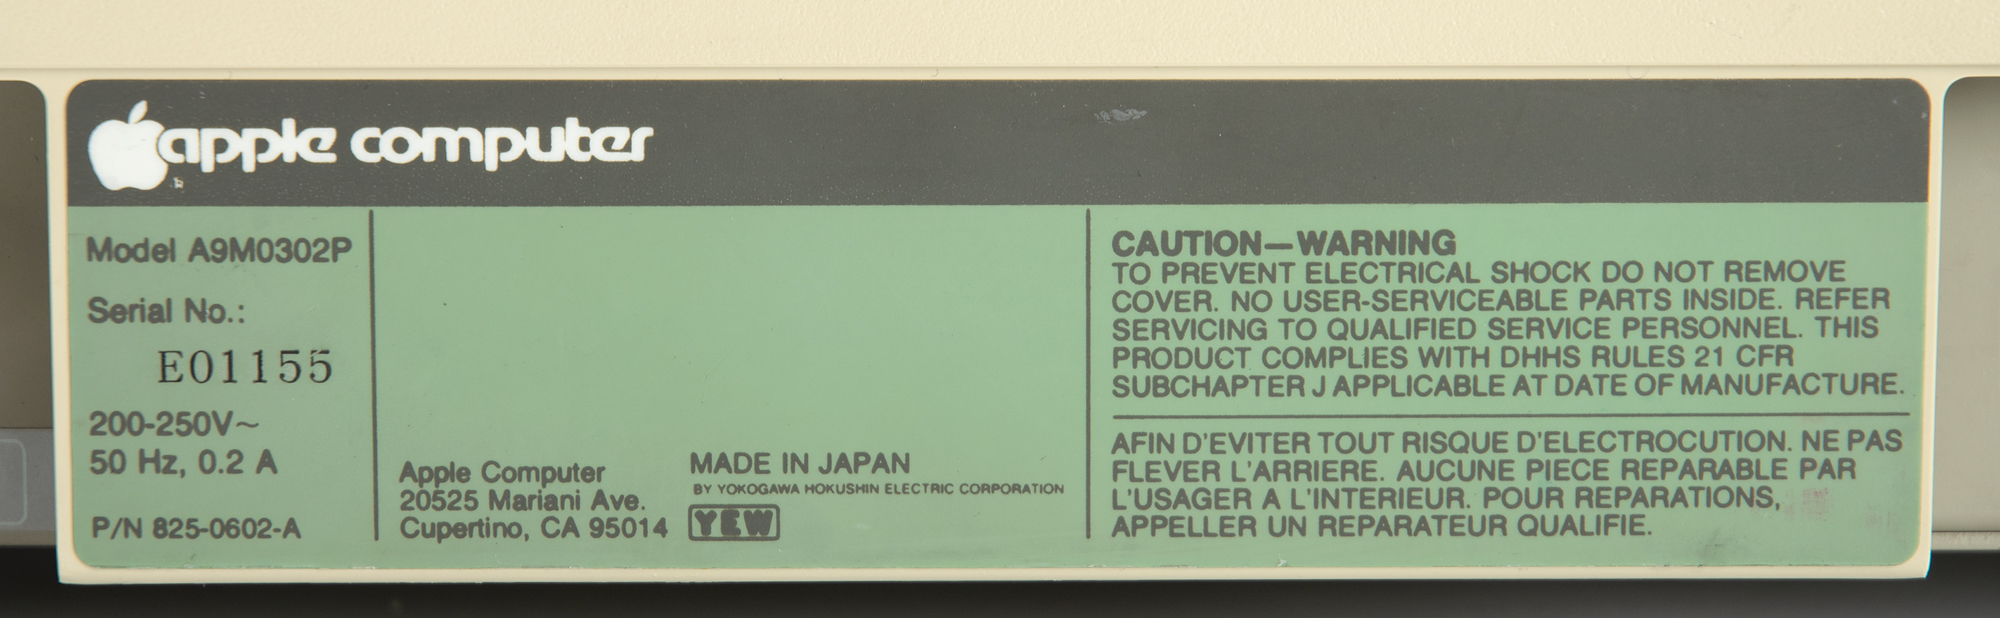 apple computer
Model A9M0302P
Serial No.:
E01155
200-250V~
50 Hz, 0.2 A
P/N 825-0602-A
Apple Computer
20525 Mariani Ave.
Cupertino, CA 95014
MADE IN JAPAN
BY YOKOGAWA HOKUSHIN ELECTRIC CORPORATION
YEW
CAUTION—WARNING
TO PREVENT ELECTRICAL SHOCK DO NOT REMOVE
COVER. NO USER-SERVICEABLE PARTS INSIDE. REFER
SERVICING TO QUALIFIED SERVICE PERSONNEL. THIS
PRODUCT COMPLIES WITH DHHS RULES 21 CFR
SUBCHAPTER J APPLICABLE AT DATE OF MANUFACTURE.
AFIN D'EVITER TOUT RISQUE D'ELECTROCUTION. NE PAS
FLEVER L'ARRIERE. AUCUNE PIECE REPARABLE PAR
L'USAGER A L'INTERIEUR. POUR REPARATIONS,
APPELLER UN REPARATEUR QUALIFIE.